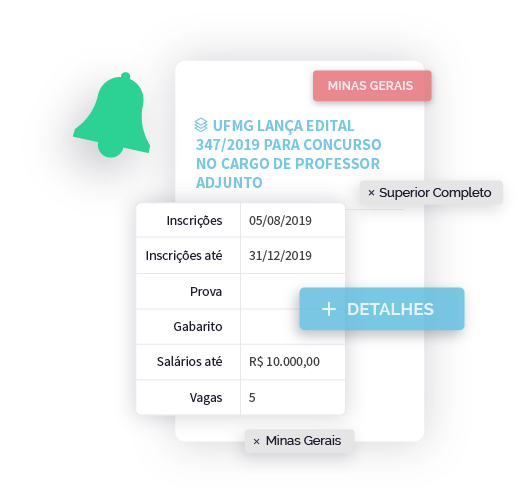 MINAS GERAIS
UFMG LANÇA EDITAL
347/2019 PARA CONCURSO
NO CARGO DE PROFESSOR
ADJUNTO
× Superior Completo
Inscrições 05/08/2019
Inscrições até 31/12/2019
Prova
Gabarito
+ DETALHES
Salários até R$ 10.000,00
Vagas 5
× Minas Gerais